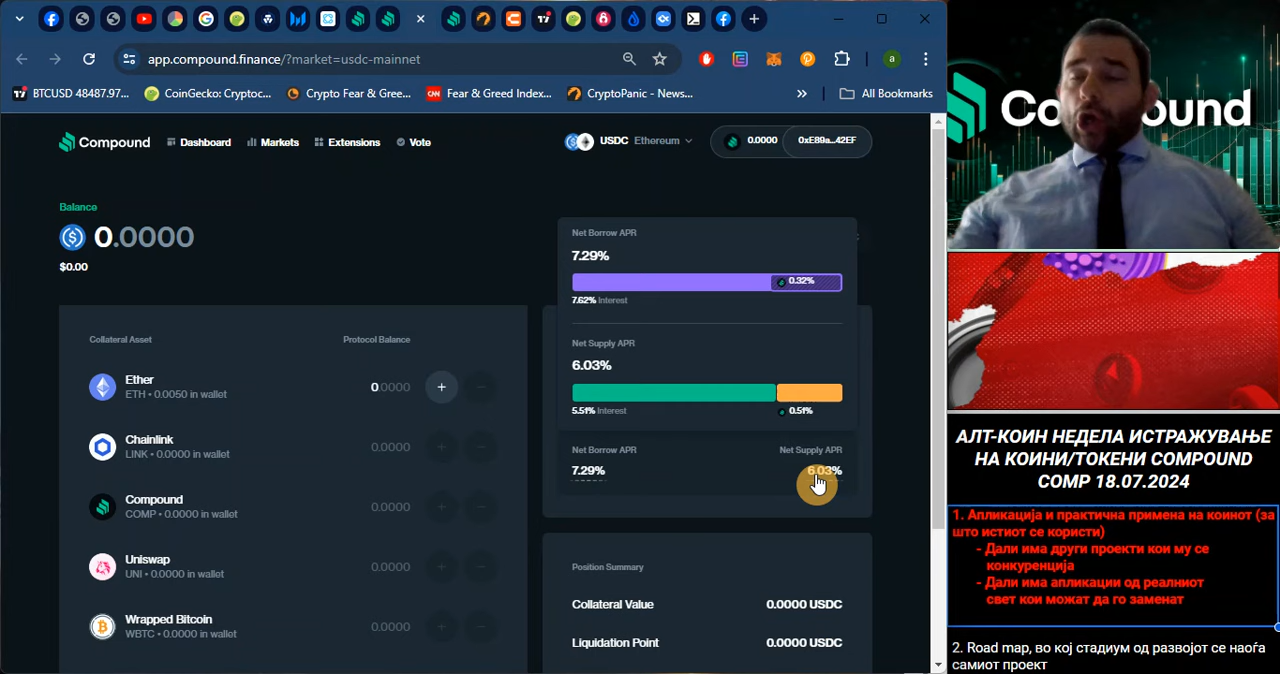 app.compound.finance/?market=usdc-mainnet
a
BTCUSD 48487.97...
CoinGecko: Cryptoc...
Crypto Fear & Gree...
CNN
Fear & Greed Index...
CryptoPanic - News...
»
All Bookmarks
Compound
Dashboard
Markets
Extensions
Vote
USDC Ethereum
0.0000
0xE89a...42EF
Balance
0.0000
$0.00
Net Borrow APR
7.29%
0.32%
7.62% Interest
Net Supply APR
6.03%
5.51% Interest
0.51%
Net Borrow APR
Net Supply APR
7.29%
6.03%
Collateral Asset
Protocol Balance
Ether
ETH • 0.0050 in wallet
0.0000
Chainlink
LINK • 0.0000 in wallet
0.0000
Compound
COMP • 0.0000 in wallet
0.0000
Uniswap
UNI • 0.0000 in wallet
0.0000
Wrapped Bitcoin
WBTC • 0.0000 in wallet
0.0000
Position Summary
Collateral Value
0.0000 USDC
Liquidation Point
0.0000 USDC
АЛТ-КОИН НЕДЕЛА ИСТРАЖУВАЊЕ
НА КОИНИ/ТОКЕНИ COMPOUND
COMP 18.07.2024
1. Апликација и практична примена на коинот (за
што истиот се користи)
- Дали има други проекти кои му се
конкуренција
- Дали има апликации од реалниот
свет кои можат да го заменат
2. Road map, во кој стадиум од развојот се наоѓа
самиот проект